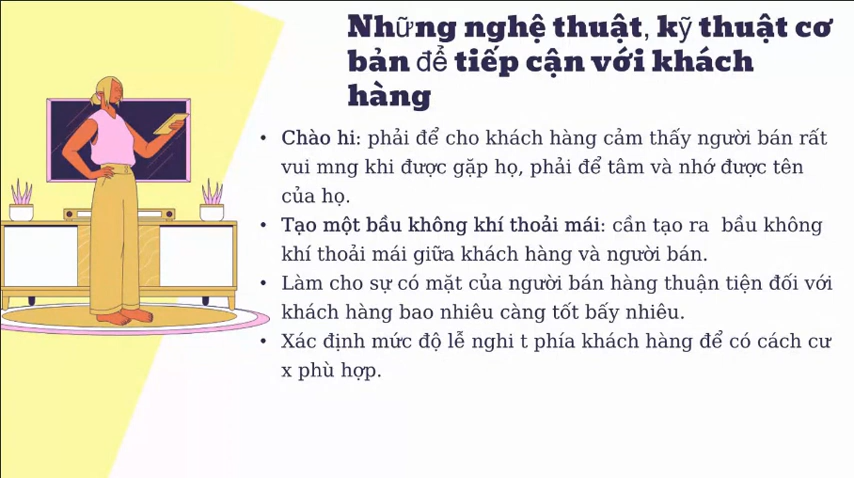 Những nghệ thuật, kỹ thuật cơ
bản để tiếp cận với khách
hàng
• Chào hi: phải để cho khách hàng cảm thấy người bán rất
vui mng khi được gặp họ, phải để tâm và nhớ được tên
của họ.
• Tạo một bầu không khí thoải mái: cần tạo ra bầu không
khí thoải mái giữa khách hàng và người bán.
• Làm cho sự có mặt của người bán hàng thuận tiện đối với
khách hàng bao nhiêu càng tốt bấy nhiêu.
• Xác định mức độ lễ nghi t phía khách hàng để có cách cư
x phù hợp.